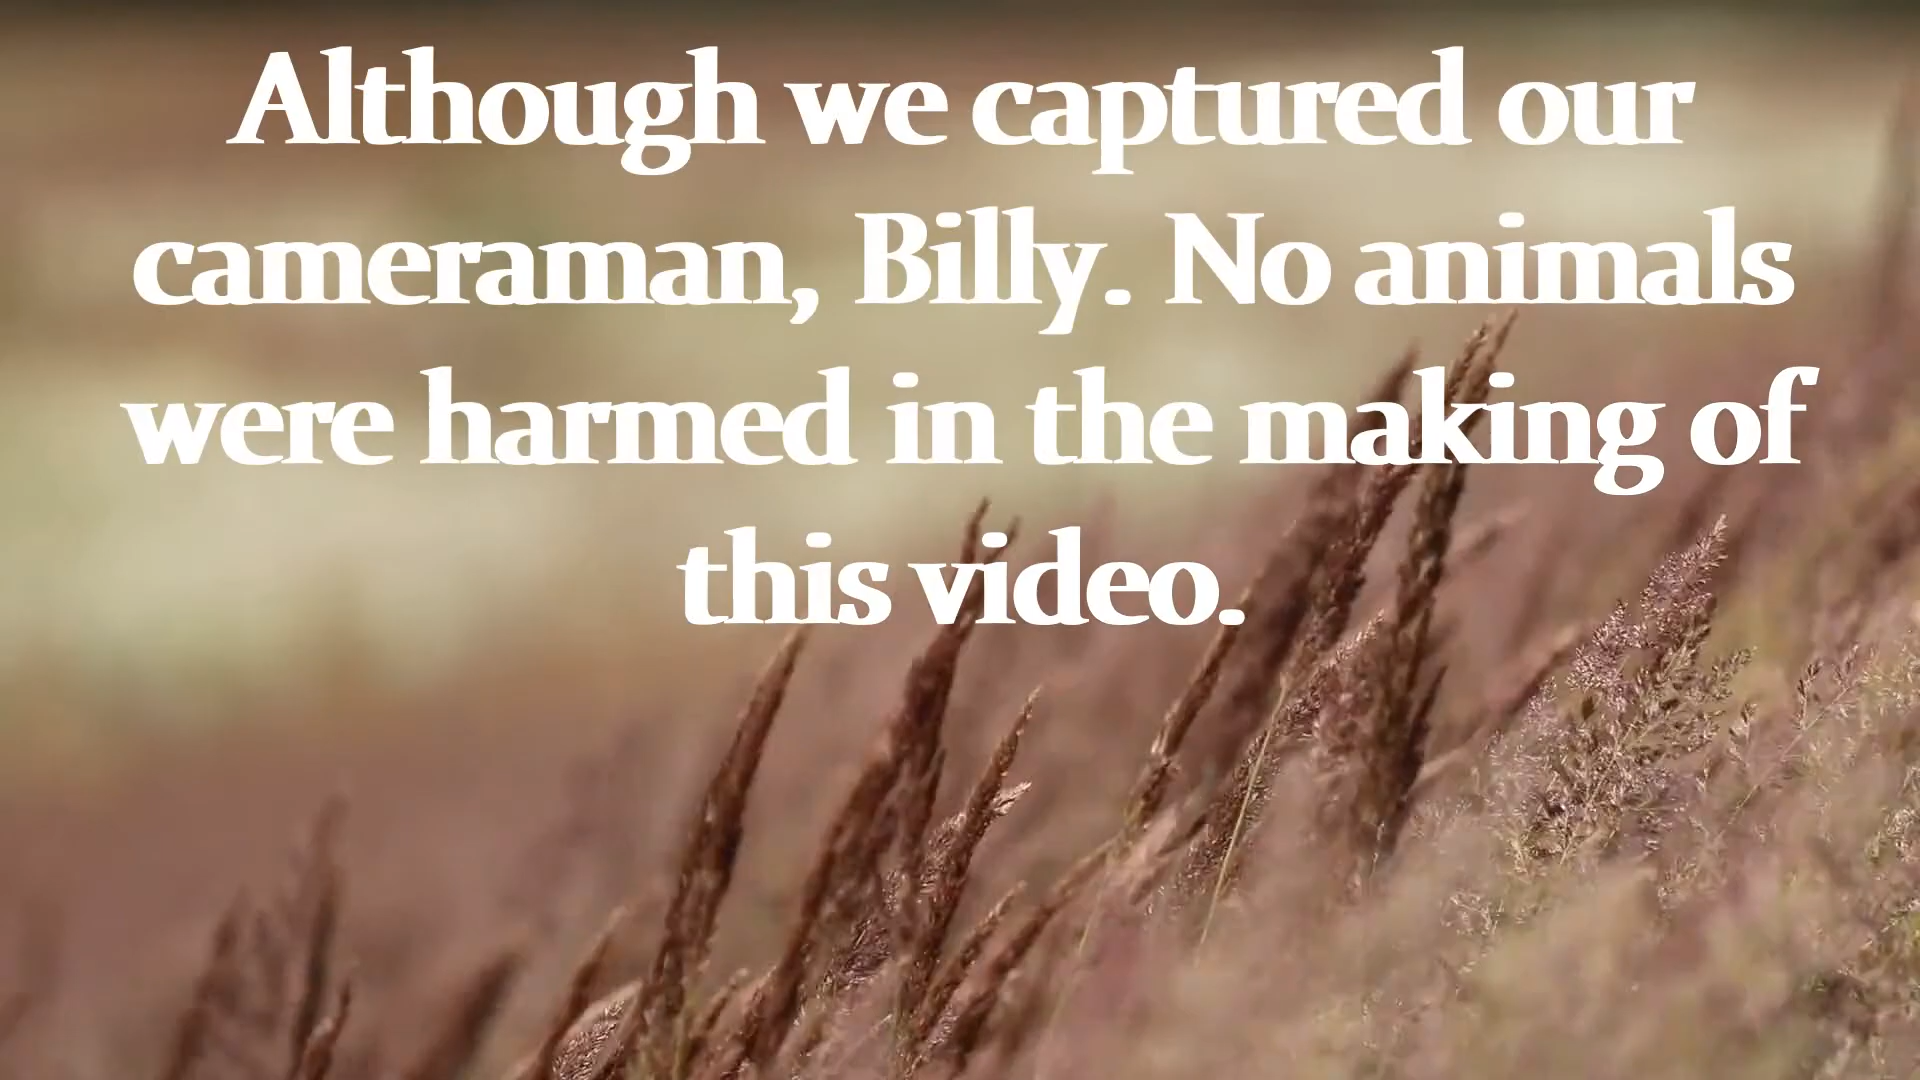 Although we captured our
cameraman, Billy. No animals
were harmed in the making of
this video.